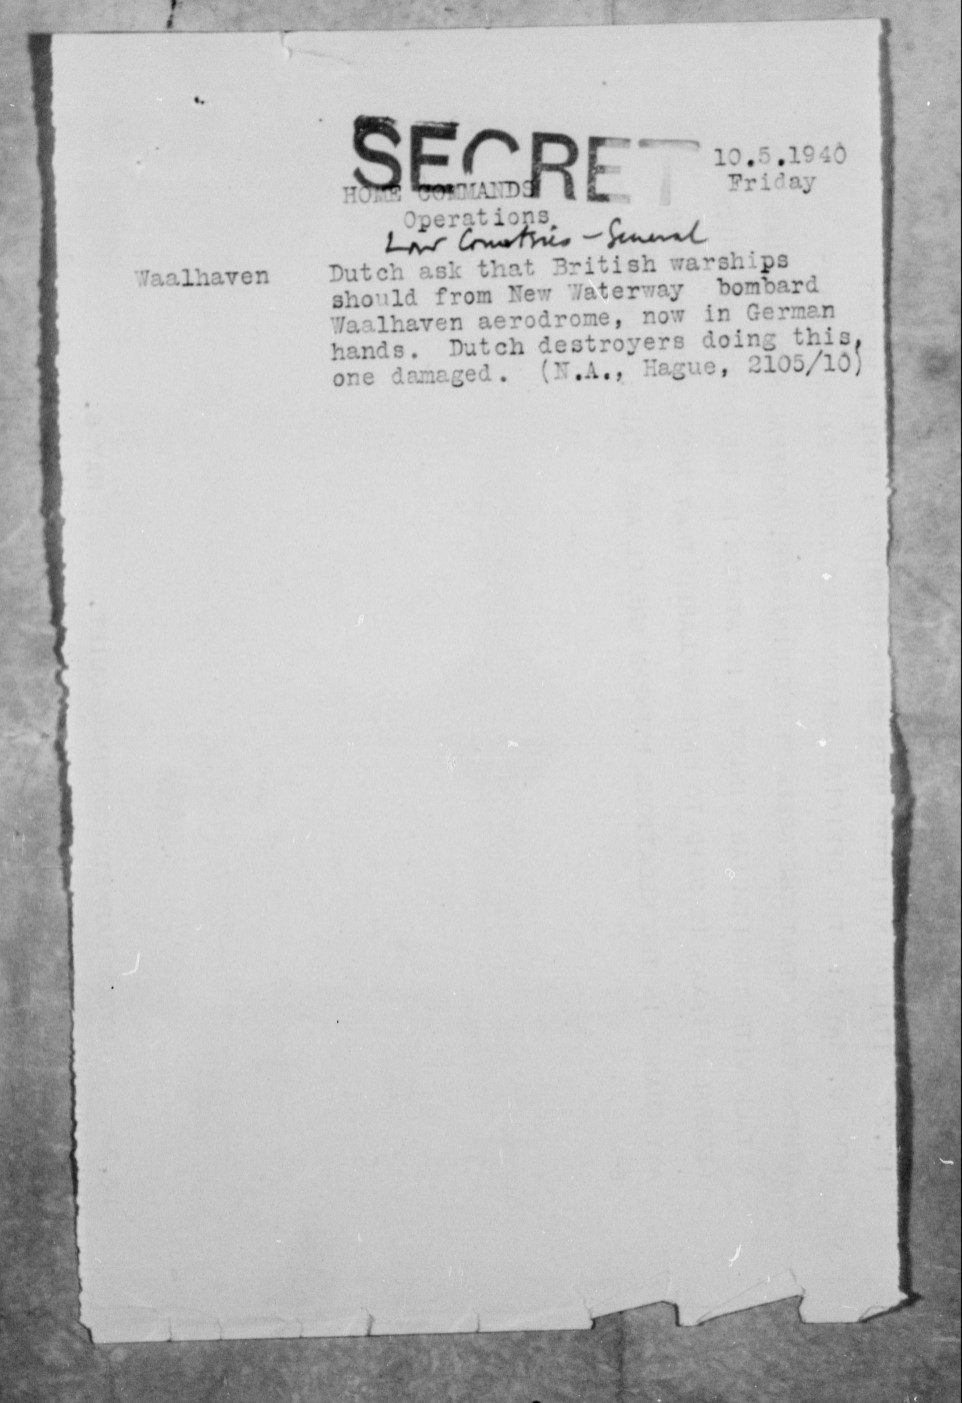 SECRET
10.5.1940
Friday
HOME COMMANDS
Operations
Low Countries - General
Waalhaven
Dutch ask that British warships
should from New Waterway bombard
Waalhaven aerodrome, now in German
hands. Dutch destroyers doing this,
one damaged. (N.A., Hague, 2105/10)